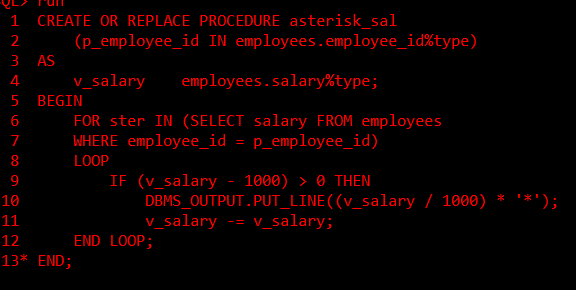 QL> run
1 CREATE OR REPLACE PROCEDURE asterisk_sal
2 (p_employee_id IN employees.employee_id%type)
3 AS
4 v_salary employees.salary%type;
5 BEGIN
6 FOR ster IN (SELECT salary FROM employees
7 WHERE employee_id = p_employee_id)
8 LOOP
9 IF (v_salary - 1000) > 0 THEN
10 DBMS_OUTPUT.PUT_LINE((v_salary / 1000) * '*');
11 v_salary -= v_salary;
12 END LOOP;
13* END;